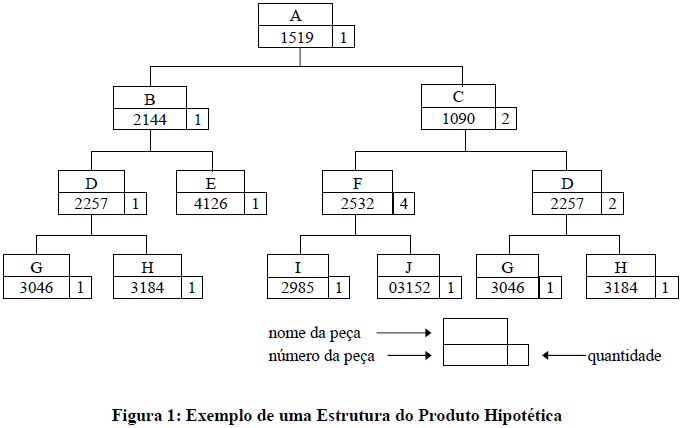 A
1519 1
B C
2144 1 1090 2
D E F D
2257 1 4126 1 2532 4 2257 2
G H I J G H
3046 1 3184 1 2985 1 03152 1 3046 1 3184 1
nome da peça
número da peça quantidade
Figura 1: Exemplo de uma Estrutura do Produto Hipotética